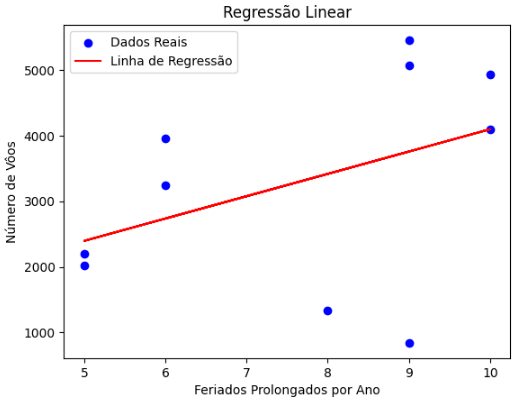 Regressão Linear
Dados Reais
Linha de Regressão
Número de Vôos
5000
4000
3000
2000
1000
5 6 7 8 9 10
Feriados Prolongados por Ano